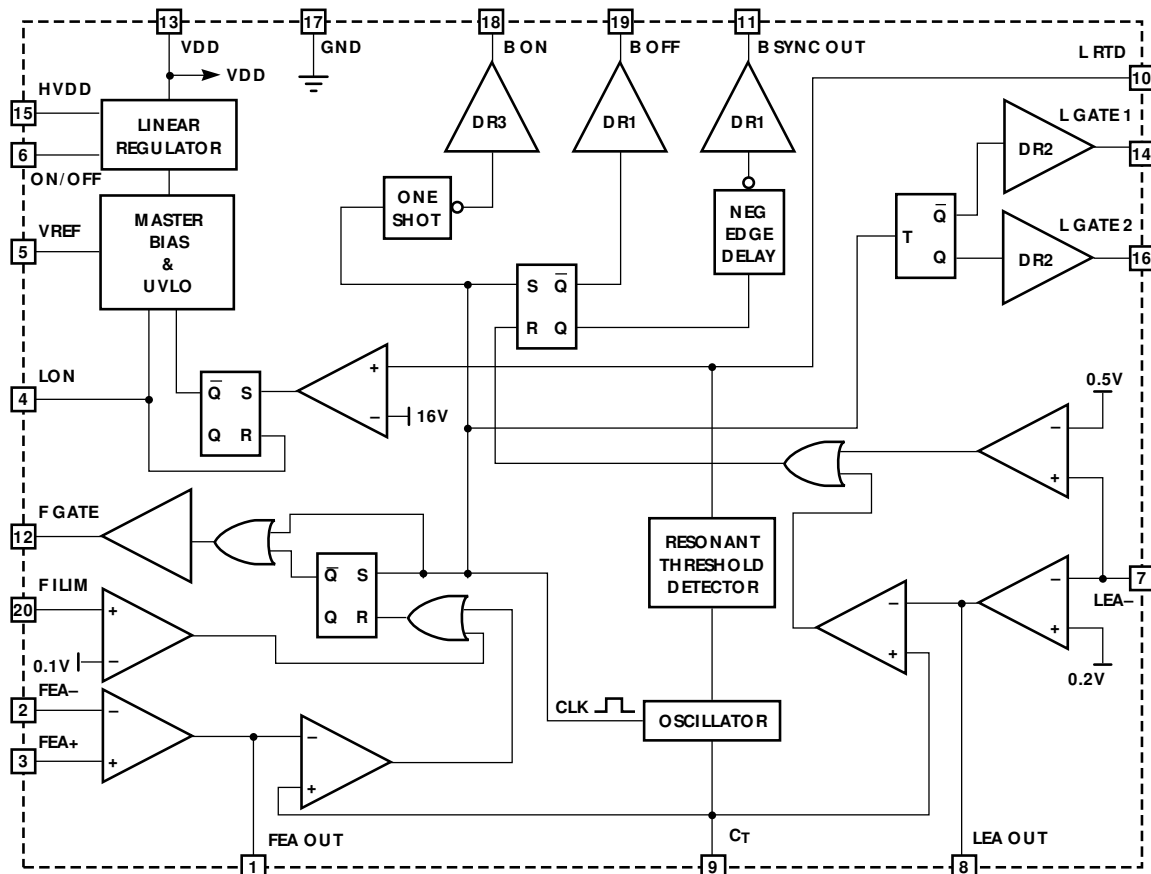 13
17
18
19
11
VDD
GND
B ON
B OFF
B SYNC OUT
L RTD
10
VDD
HVDD
15
LINEAR
REGULATOR
6
ON/OFF
DR3
DR1
DR1
L GATE 1
DR2
14
ONE
SHOT
NEG
EDGE
DELAY
MASTER
BIAS
&
UVLO
VREF
5
T
Q
Q
L GATE 2
DR2
16
S Q
R Q
LON
4
Q S
Q R
+
–
16V
0.5V
–
+
F GATE
12
RESONANT
THRESHOLD
DETECTOR
Q S
Q R
7
LEA–
–
+
0.2V
F ILIM
20
+
–
0.1V
–
+
FEA–
2
FEA+
3
–
+
–
+
CLK
OSCILLATOR
FEA OUT
1
CT
9
LEA OUT
8